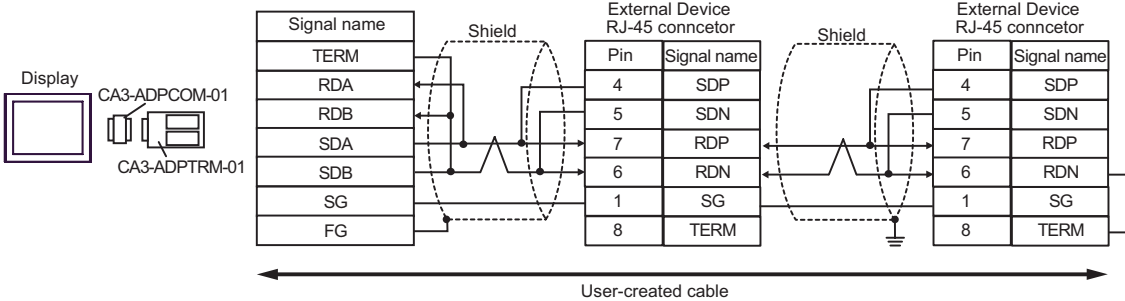 Display
CA3-ADPCOM-01
CA3-ADPTRM-01
Signal name
TERM
RDA
RDB
SDA
SDB
SG
FG
Shield
External Device
RJ-45 conncetor
Pin Signal name
4 SDP
5 SDN
7 RDP
6 RDN
1 SG
8 TERM
Shield
External Device
RJ-45 conncetor
Pin Signal name
4 SDP
5 SDN
7 RDP
6 RDN
1 SG
8 TERM
User-created cable